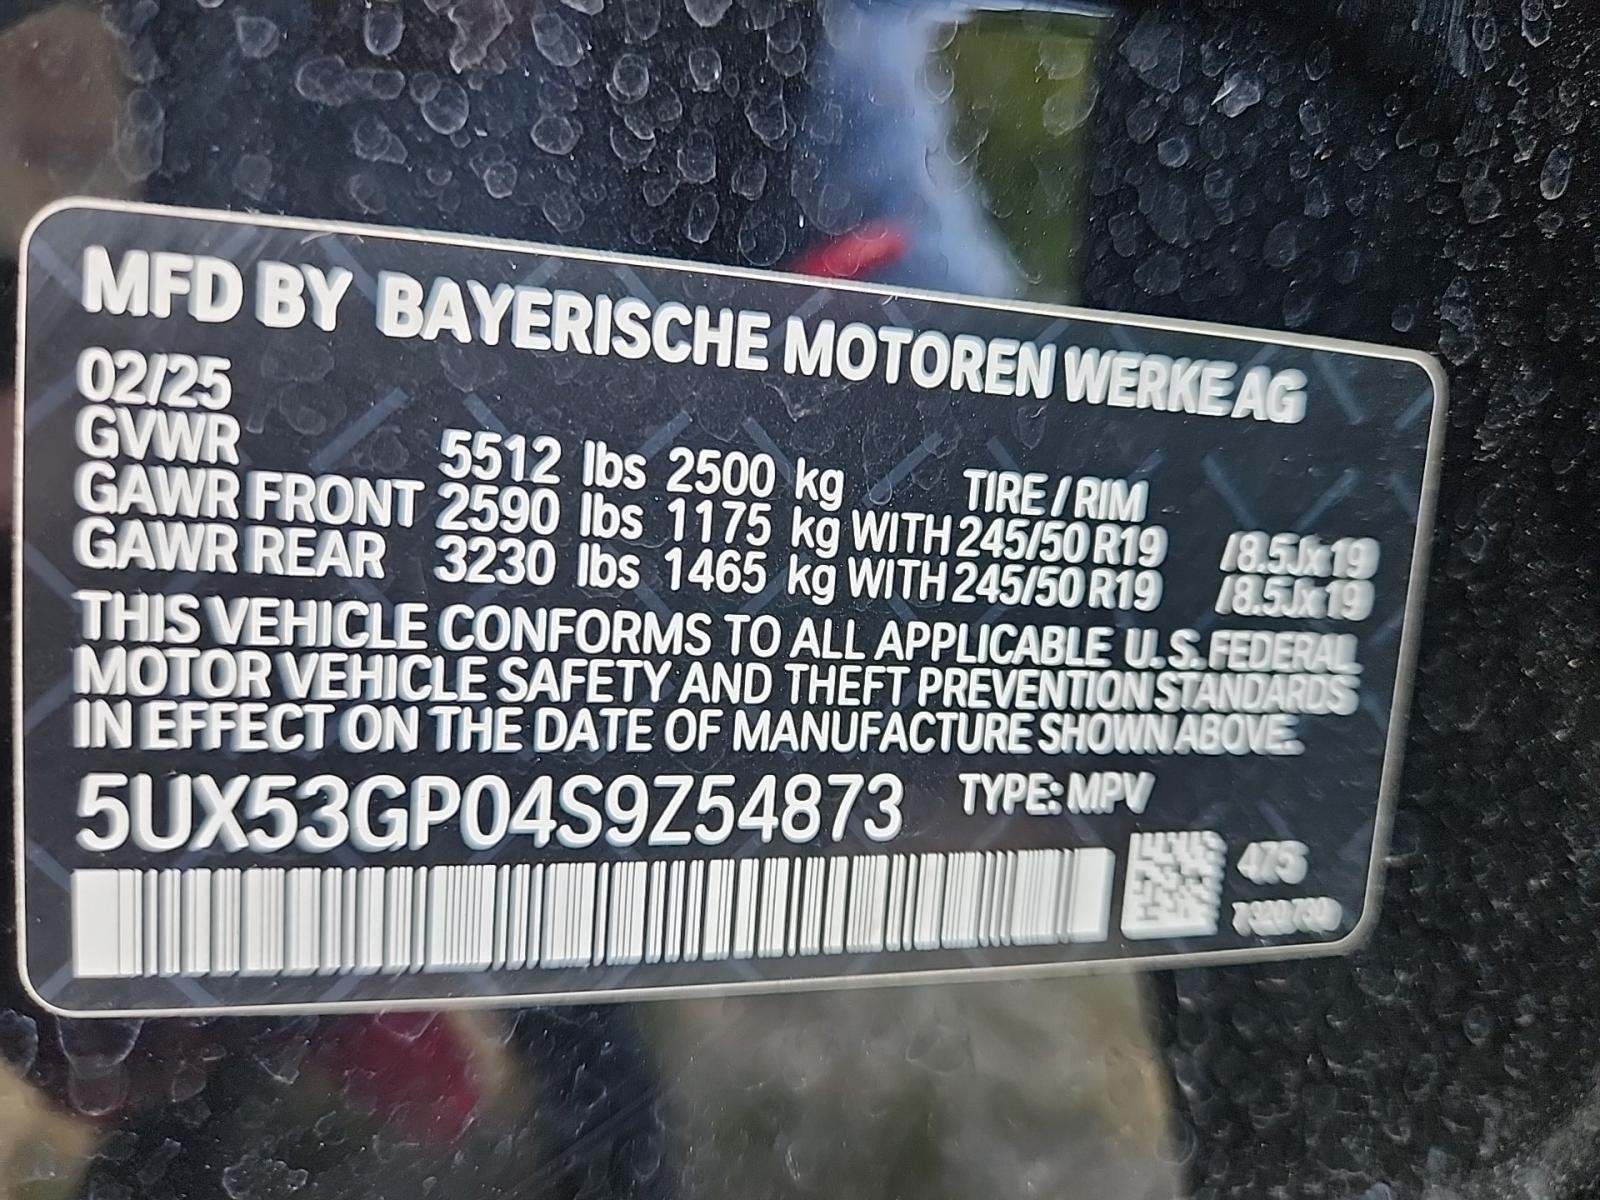 MFD BY BAYERISCHE MOTOREN WERKE AG
02/25
GVWR 5512 lbs 2500 kg TIRE / RIM
GAWR FRONT 2590 lbs 1175 kg WITH 245/50 R19 /8.5Jx19
GAWR REAR 3230 lbs 1465 kg WITH 245/50 R19 /8.5Jx19
THIS VEHICLE CONFORMS TO ALL APPLICABLE U.S. FEDERAL
MOTOR VEHICLE SAFETY AND THEFT PREVENTION STANDARDS
IN EFFECT ON THE DATE OF MANUFACTURE SHOWN ABOVE.
5UX53GP04S9Z54873 TYPE: MPV
475